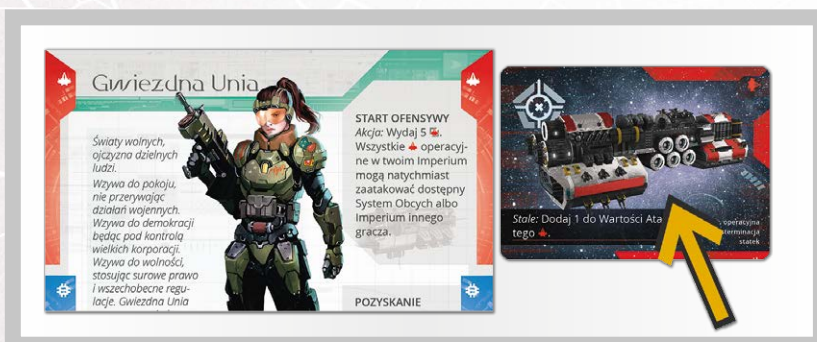 Gwiezdna Unia
Światy wolnych,
ojczyzna dzielnych
ludzi.
Wzywa do pokoju,
nie przerywając
działań wojennych.
Wzywa do demokracji
będąc pod kontrolą
wielkich korporacji.
Wzywa do wolności,
stosując surowe prawo
i wszechobecne regu-
lacje. Gwiezdna Unia
START OFENSYWY
Akcja: Wydaj 5
Wszystkie operacyj-
ne w twoim Imperium
mogą natychmiast
zaatakować dostępny
System Obcych albo
Imperium innego
gracza.
POZYSKANIE
Stale: Dodaj 1 do Wartości Ata
tego
operacyjna
sterminacja
statek